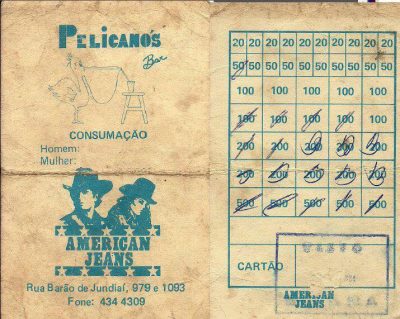 PELICANO'S
Bar
CONSUMAÇÃO
Homem:
Mulher:
AMERICAN
JEANS
Rua Barão de Jundiaí, 979 e 1093
Fone: 434 4309
20 20 20 20 20 20 20 20 20 20
50 50 50 50 50 50 50 50 50 50
100 100 100 100 100
100 100 100 100 100
200 200 200 200 200
200 200 200 200 200
500 500 500 500 500
VISTO
CARTÃO
AMERICAN
JEANS